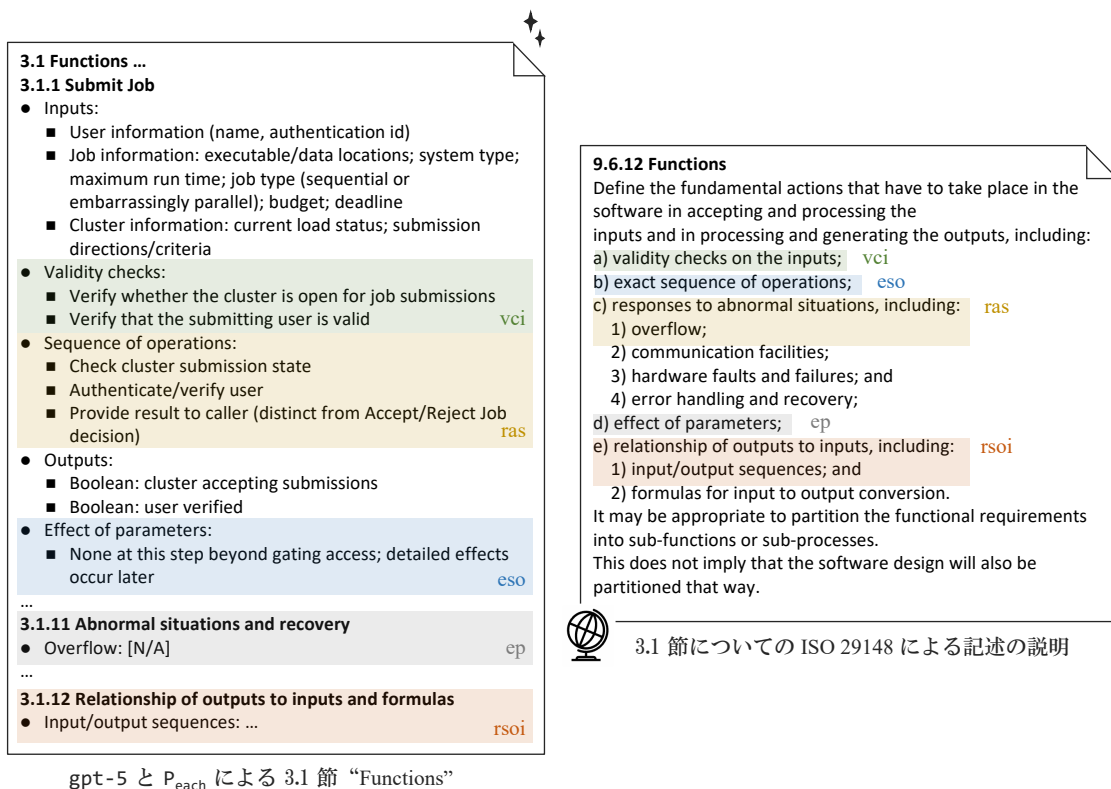 3.1 Functions …
3.1.1 Submit Job
● Inputs:
■ User information (name, authentication id)
■ Job information: executable/data locations; system type;
maximum run time; job type (sequential or
embarrassingly parallel); budget; deadline
■ Cluster information: current load status; submission
directions/criteria
● Validity checks:
■ Verify whether the cluster is open for job submissions
■ Verify that the submitting user is valid vci
● Sequence of operations:
■ Check cluster submission state
■ Authenticate/verify user
■ Provide result to caller (distinct from Accept/Reject Job
decision) ras
● Outputs:
■ Boolean: cluster accepting submissions
■ Boolean: user verified
● Effect of parameters:
■ None at this step beyond gating access; detailed effects
occur later eso
…
3.1.11 Abnormal situations and recovery
● Overflow: [N/A] ep
…
3.1.12 Relationship of outputs to inputs and formulas
● Input/output sequences: … rsoi
gpt-5 と P_each による 3.1 節 “Functions”
9.6.12 Functions
Define the fundamental actions that have to take place in the
software in accepting and processing the
inputs and in processing and generating the outputs, including:
a) validity checks on the inputs; vci
b) exact sequence of operations; eso
c) responses to abnormal situations, including: ras
1) overflow;
2) communication facilities;
3) hardware faults and failures; and
4) error handling and recovery;
d) effect of parameters; ep
e) relationship of outputs to inputs, including: rsoi
1) input/output sequences; and
2) formulas for input to output conversion.
It may be appropriate to partition the functional requirements
into sub-functions or sub-processes.
This does not imply that the software design will also be
partitioned that way.
3.1 節についての ISO 29148 による記述の説明